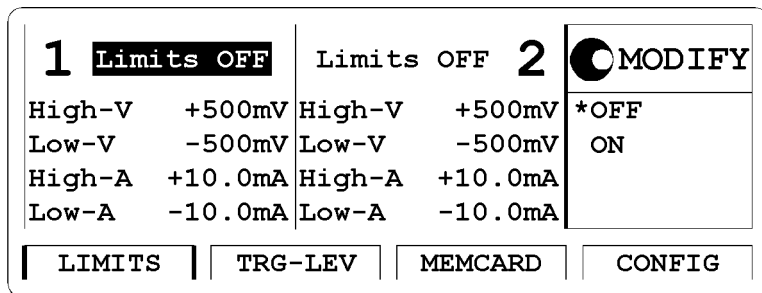 1 Limits OFF Limits OFF 2 MODIFY
High-V +500mV High-V +500mV *OFF
Low-V -500mV Low-V -500mV ON
High-A +10.0mA High-A +10.0mA
Low-A -10.0mA Low-A -10.0mA
LIMITS TRG-LEV MEMCARD CONFIG